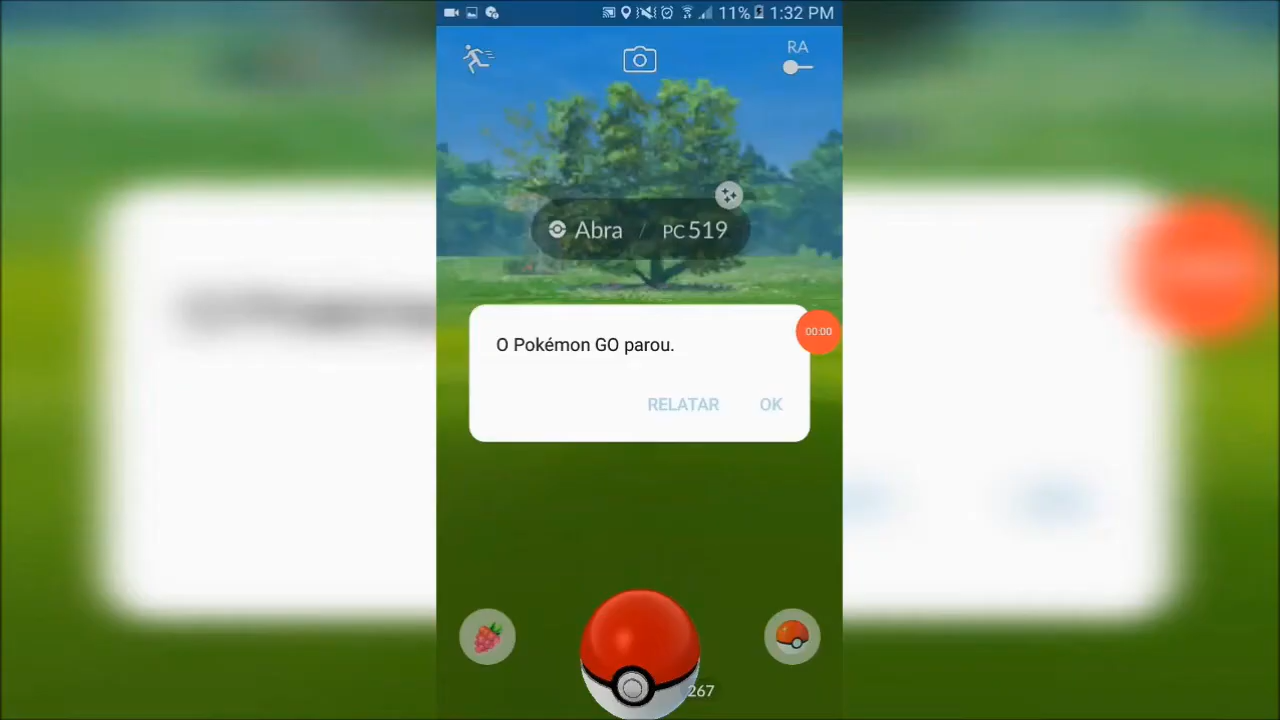 11% 1:32 PM
RA
Abra / PC 519
O Pokémon GO parou.
00:00
RELATAR OK
267